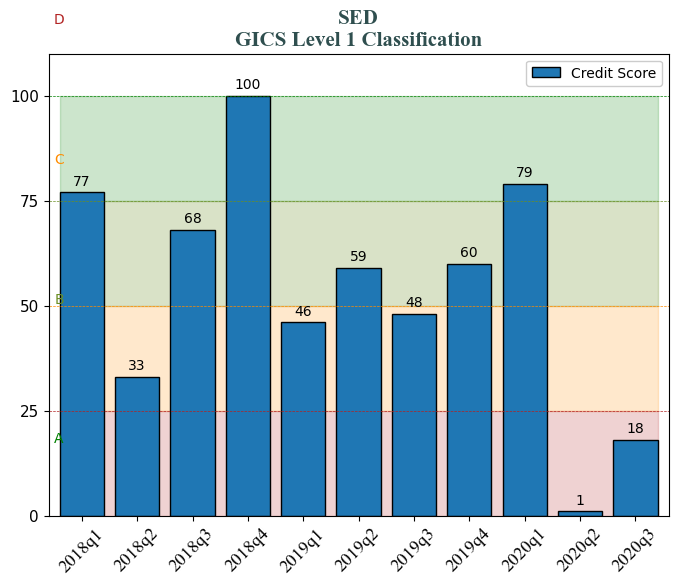 D
SED
GICS Level 1 Classification
Credit Score
100
75
50
25
0
C
B
A
77
33
68
100
46
59
48
60
79
1
18
2018q1
2018q2
2018q3
2018q4
2019q1
2019q2
2019q3
2019q4
2020q1
2020q2
2020q3